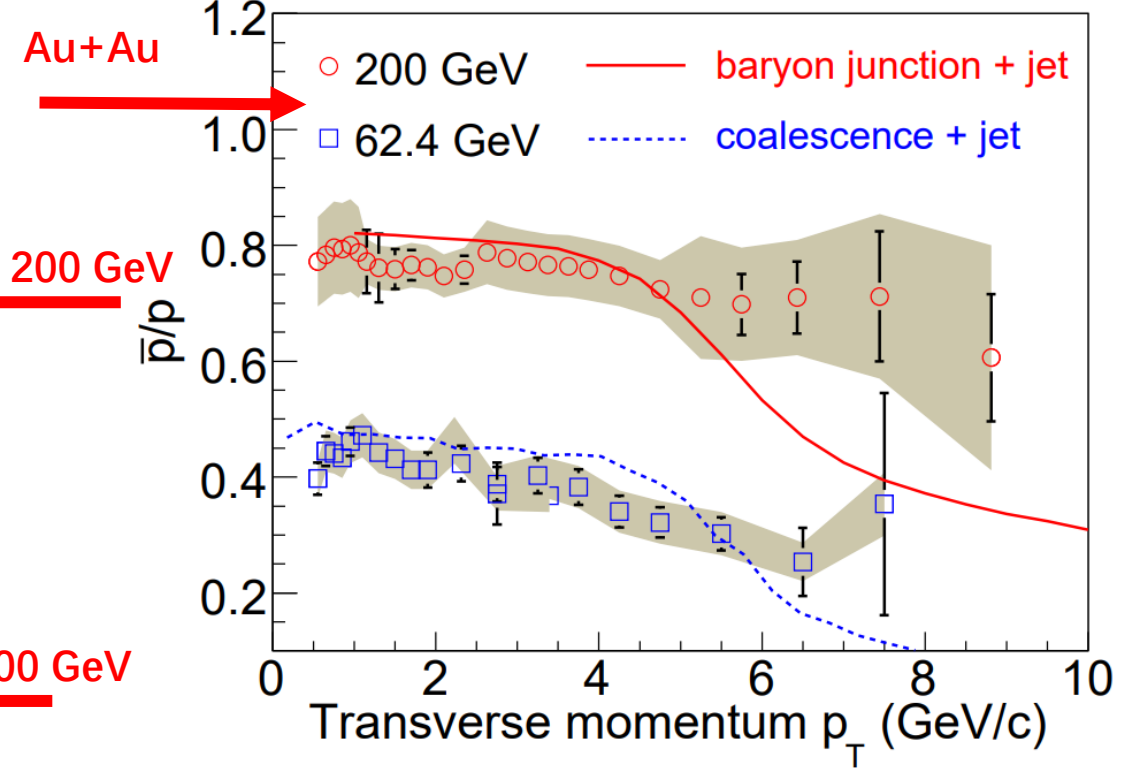 Au+Au
200 GeV
00 GeV
1.2
1.0
0.8
0.6
0.4
0.2
p̅/p
200 GeV
baryon junction + jet
62.4 GeV
coalescence + jet
0 2 4 6 8 10
Transverse momentum p_T (GeV/c)